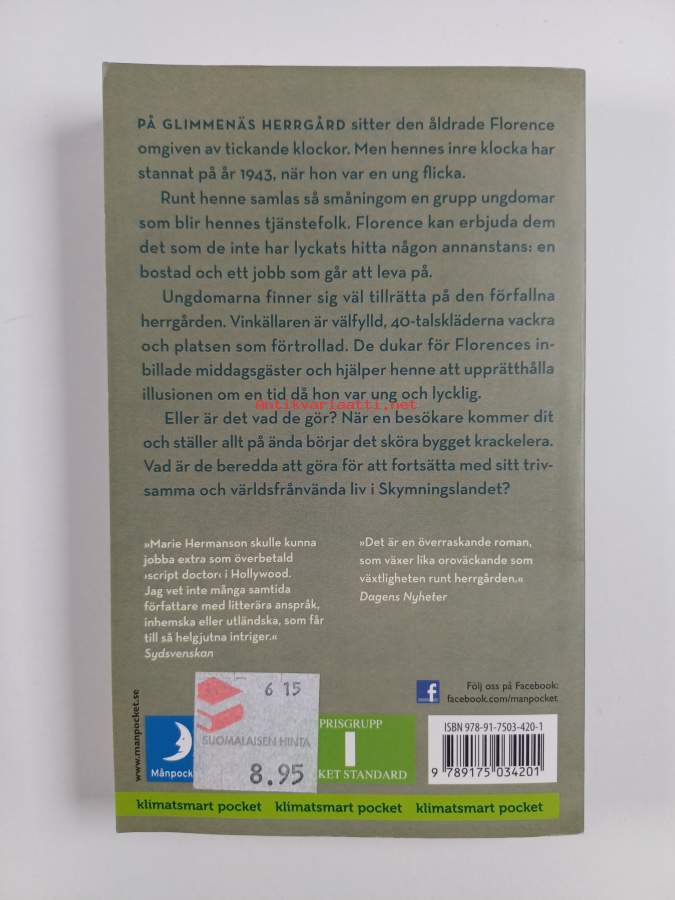 PÅ GLIMMENÄS HERRGÅRD sitter den åldrade Florence
omgiven av tickande klockor. Men hennes inre klocka har
stannat på år 1943, när hon var en ung flicka.
Runt henne samlas så småningom en grupp ungdomar
som blir hennes tjänstefolk. Florence kan erbjuda dem
det som de inte har lyckats hitta någon annanstans: en
bostad och ett jobb som går att leva på.
Ungdomarna finner sig väl tillrätta på den förfallna
herrgården. Vinkällaren är välfylld, 40-talskläderna vackra
och platsen som förtrollad. De dukar för Florences in-
billade middagsgäster och hjälper henne att upprätthålla
illusionen om en tid då hon var ung och lycklig.
Antikvariaatti.net
Eller är det vad de gör? När en besökare kommer dit
och ställer allt på ända börjar det sköra bygget krackelera.
Vad är de beredda att göra för att fortsätta med sitt triv-
samma och världsfrånvända liv i Skymningslandet?
»Marie Hermanson skulle kunna
jobba extra som överbetald
›script doctor‹ i Hollywood.
Jag vet inte många samtida
författare med litterära anspråk,
inhemska eller utländska, som får
till så helgjutna intriger.«
Sydsvenskan
»Det är en överraskande roman,
som växer lika oroväckande som
växtligheten runt herrgården.«
Dagens Nyheter
www.manpocket.se
Månpocket
6 15
SUOMALAISEN HINTA
8.95
PRISGRUPP
I
KET STANDARD
f
Följ oss på Facebook:
facebook.com/manpocket
ISBN 978-91-7503-420-1
9 789175 034201
klimatsmart pocket klimatsmart pocket klimatsmart pocket